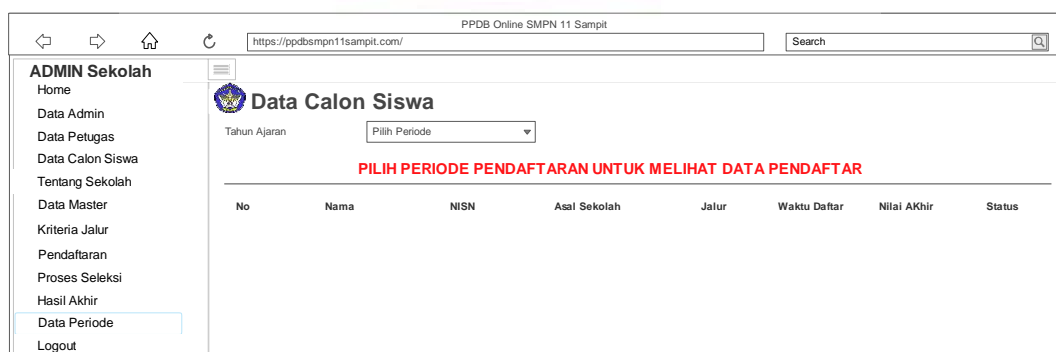 PPDB Online SMPN 11 Sampit
https://ppdbsmpn11sampit.com/
Search
ADMIN Sekolah
Home
Data Admin
Data Petugas
Data Calon Siswa
Tentang Sekolah
Data Master
Kriteria Jalur
Pendaftaran
Proses Seleksi
Hasil Akhir
Data Periode
Logout
Data Calon Siswa
Tahun Ajaran Pilih Periode
PILIH PERIODE PENDAFTARAN UNTUK MELIHAT DATA PENDAFTAR
No Nama NISN Asal Sekolah Jalur Waktu Daftar Nilai AKhir Status